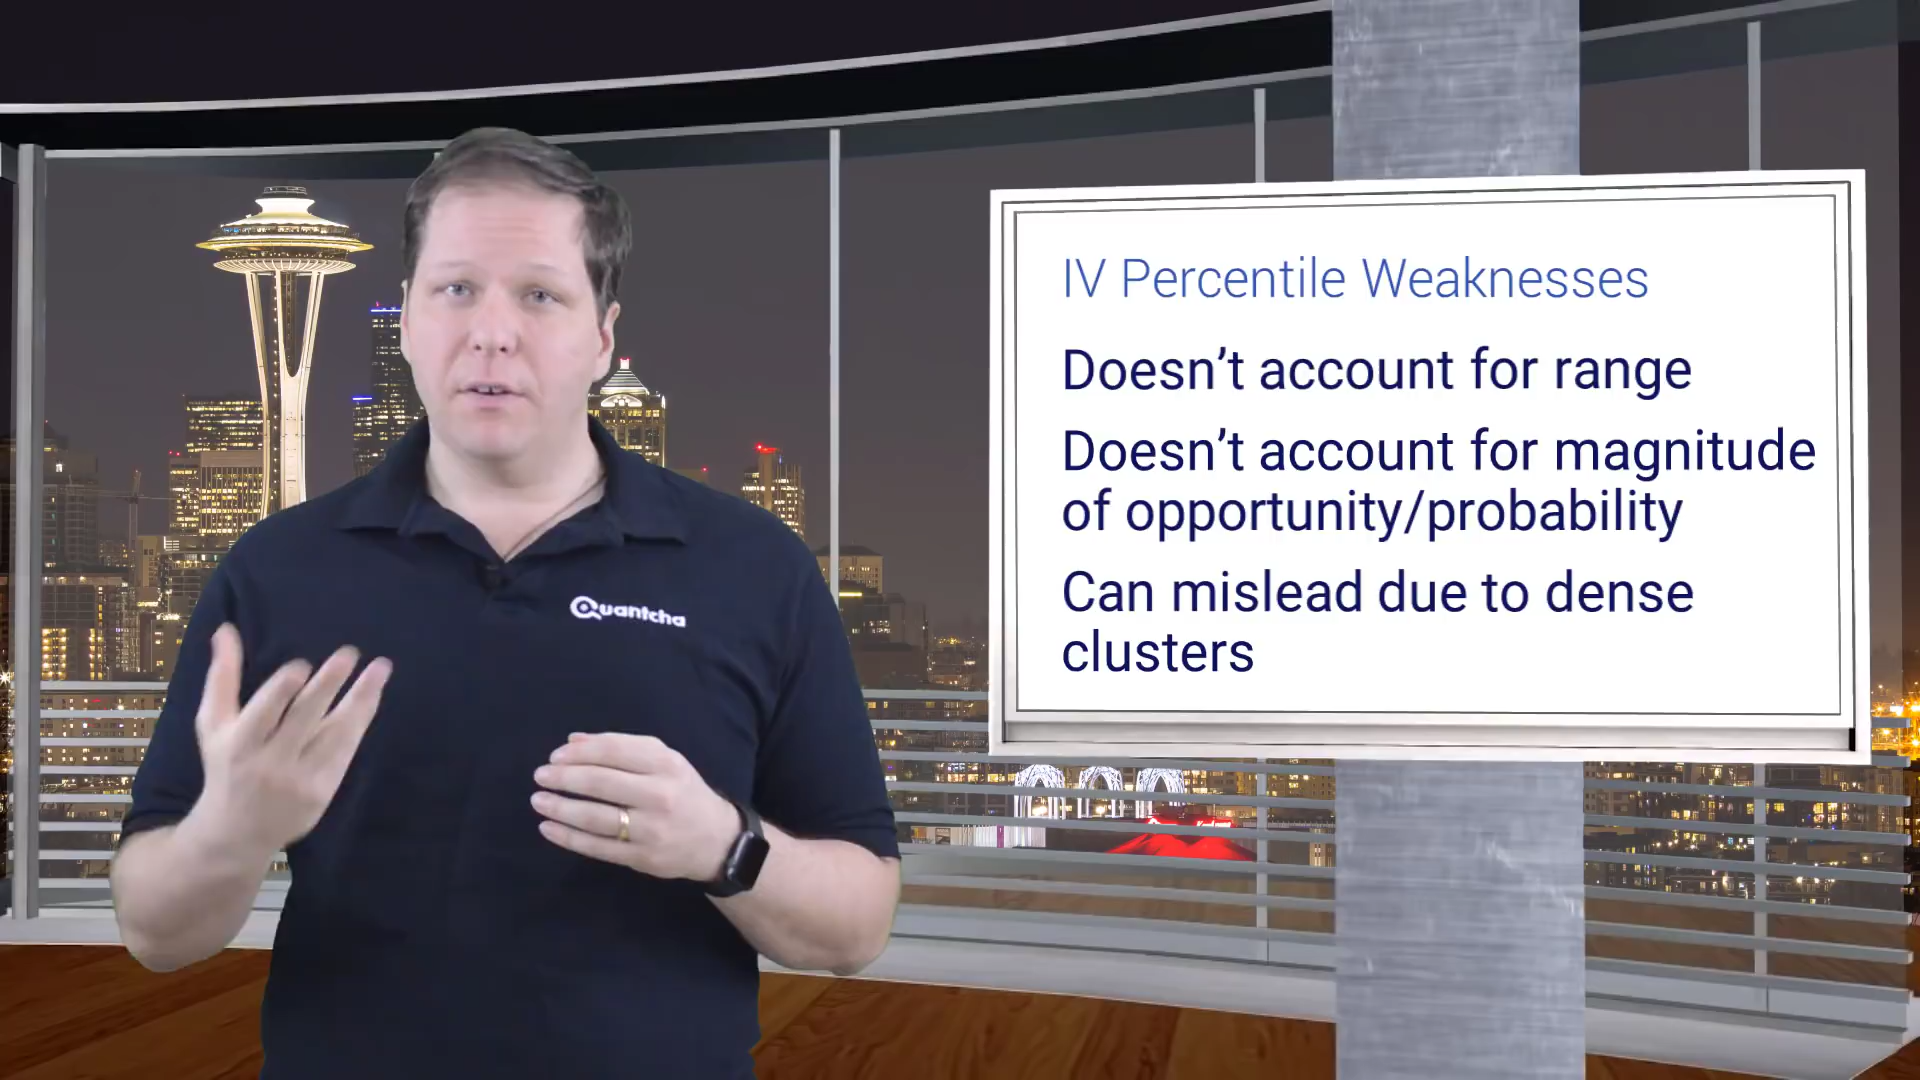 IV Percentile Weaknesses
Doesn’t account for range
Doesn’t account for magnitude
of opportunity/probability
Can mislead due to dense
clusters
Quantcha